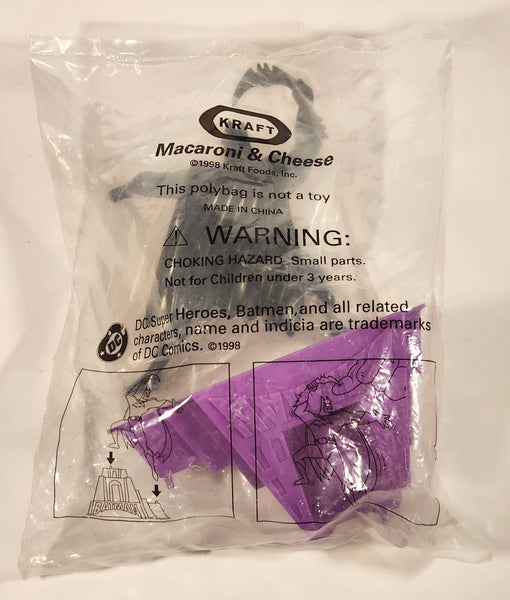 KRAFT
Macaroni & Cheese
©1998 Kraft Foods, Inc.
This polybag is not a toy
MADE IN CHINA
WARNING:
CHOKING HAZARD- Small parts.
Not for Children under 3 years.
DC
DC Super Heroes, Batman, and all related
characters, name and indicia are trademarks
of DC Comics. ©1998
BATMAN